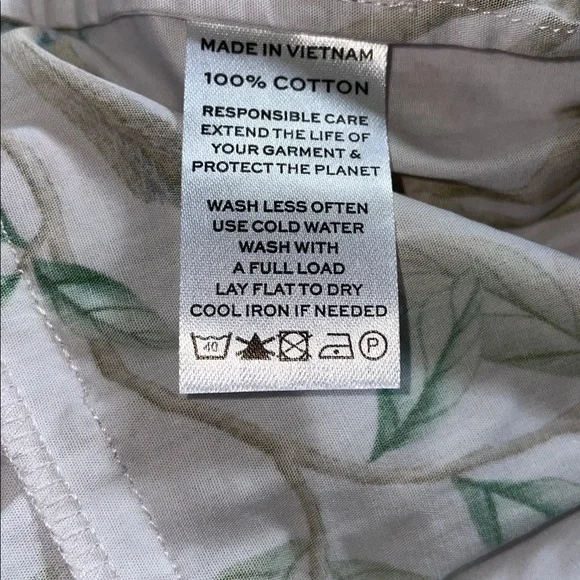 MADE IN VIETNAM
100% COTTON
RESPONSIBLE CARE
EXTEND THE LIFE OF
YOUR GARMENT &
PROTECT THE PLANET
WASH LESS OFTEN
USE COLD WATER
WASH WITH
A FULL LOAD
LAY FLAT TO DRY
COOL IRON IF NEEDED
40 P